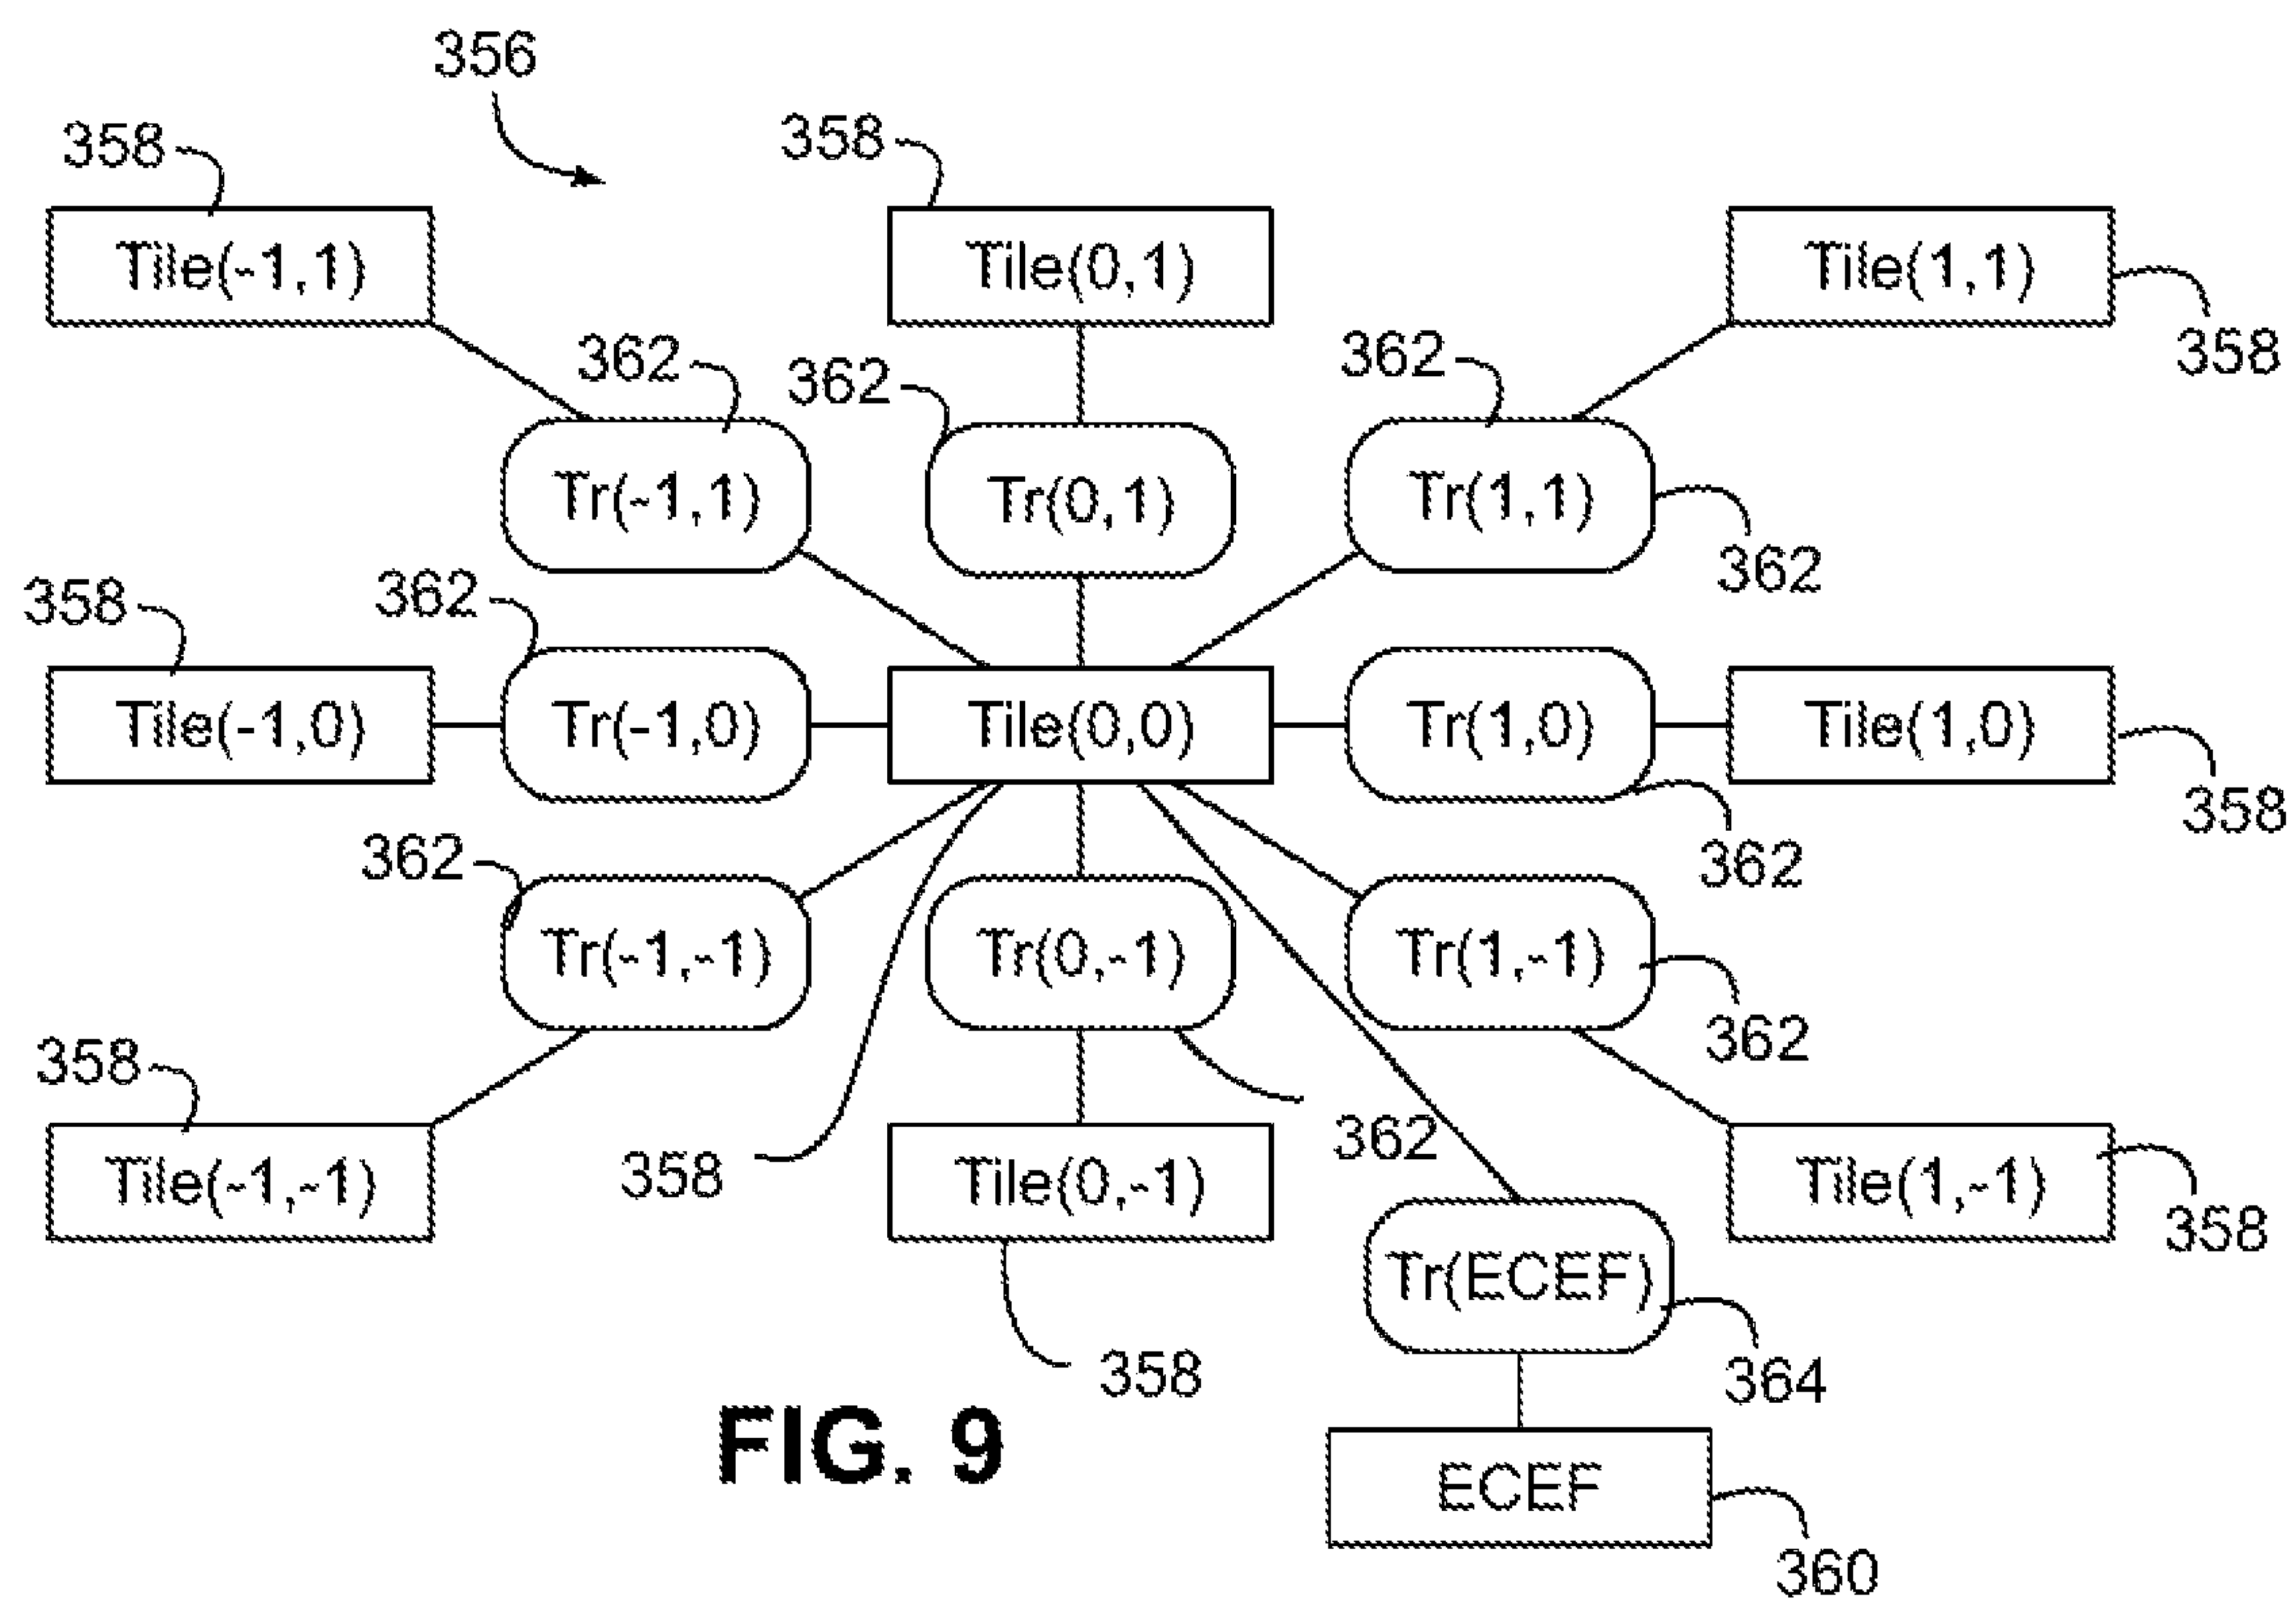 356
358
358
Tile(-1,1)
Tile(0,1)
Tile(1,1)
358
362
362
362
Tr(-1,1)
Tr(0,1)
Tr(1,1)
362
358
362
Tile(-1,0)
Tr(-1,0)
Tile(0,0)
Tr(1,0)
Tile(1,0)
358
362
362
Tr(-1,-1)
Tr(0,-1)
Tr(1,-1)
362
358
358
362
Tile(-1,-1)
Tile(0,-1)
Tile(1,-1)
358
Tr(ECEF)
358
364
FIG. 9
ECEF
360